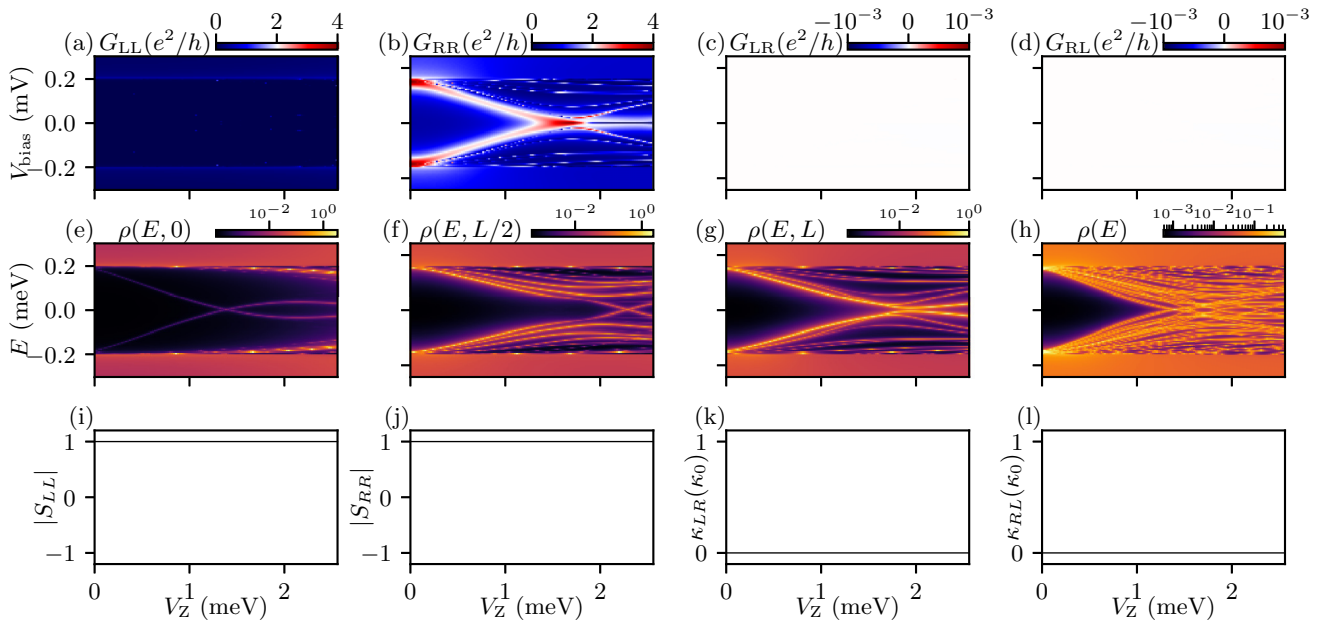 (a) G_LL(e²/h) 0 2 4
(b) G_RR(e²/h) 0 2 4
(c) G_LR(e²/h) −10⁻³ 0 10⁻³
(d) G_RL(e²/h) −10⁻³ 0 10⁻³
V_bias (mV)
0.2
0.0
−0.2
(e) ρ(E, 0) 10⁻² 10⁰
(f) ρ(E, L/2) 10⁻² 10⁰
(g) ρ(E, L) 10⁻² 10⁰
(h) ρ(E) 10⁻³ 10⁻² 10⁻¹
E (meV)
0.2
0.0
−0.2
(i) |S_LL| 1 0 −1
(j) |S_RR| 1 0 −1
(k) κ_LR(κ₀) 1 0
(l) κ_RL(κ₀) 1 0
0 1 2
0 1 2
0 1 2
0 1 2
V_Z (meV)
V_Z (meV)
V_Z (meV)
V_Z (meV)